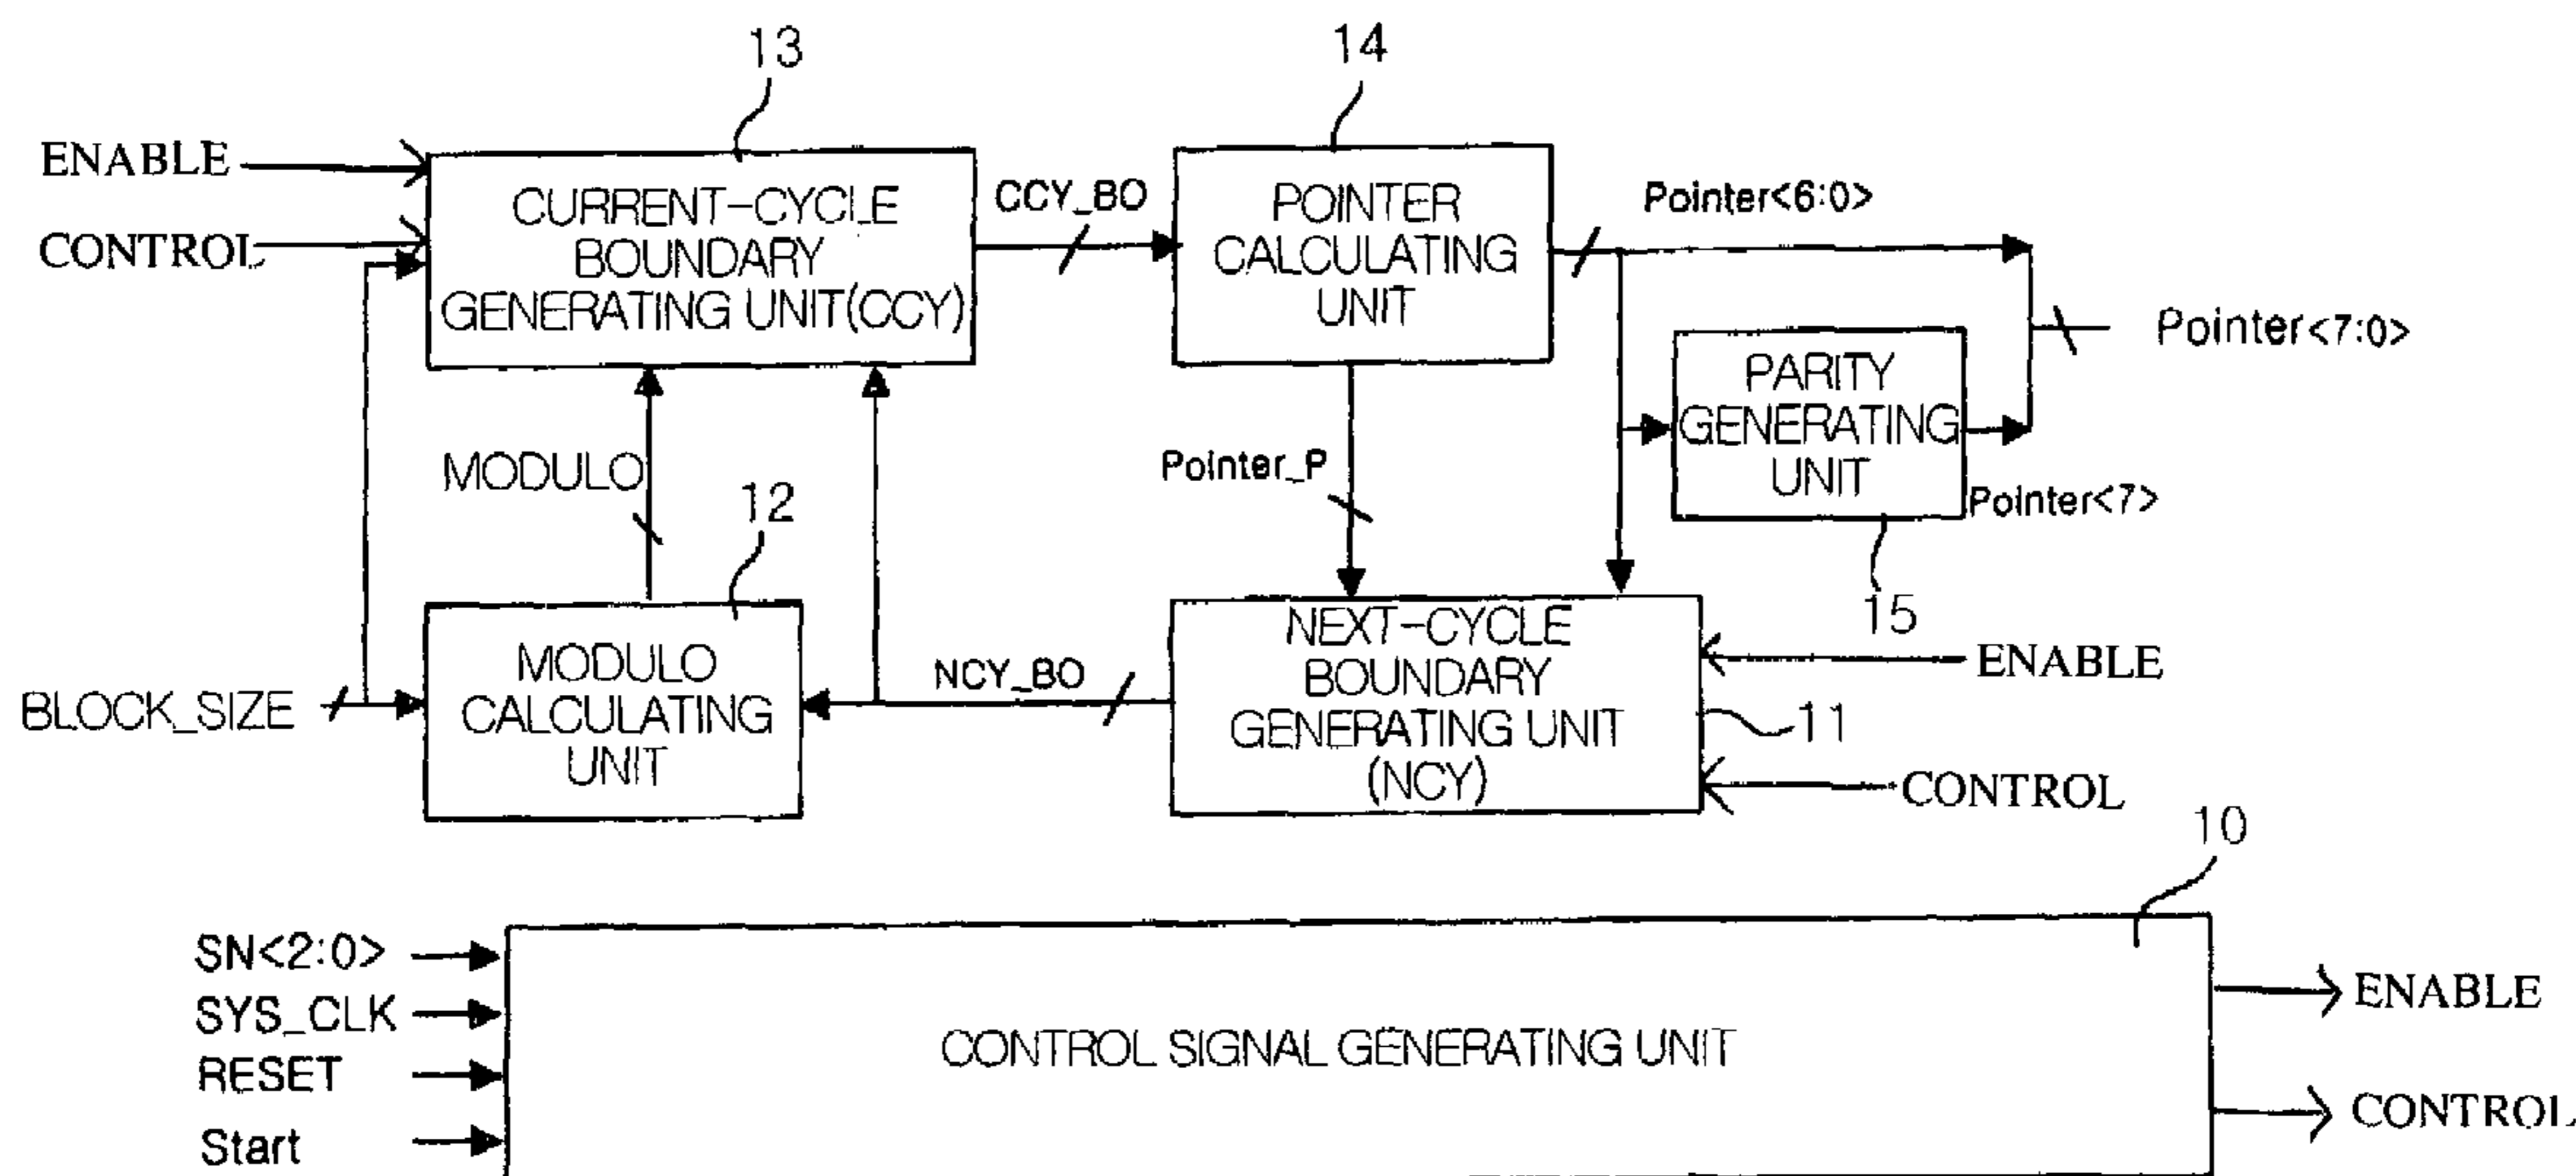 13
14
ENABLE
CONTROL
CURRENT-CYCLE
BOUNDARY
GENERATING UNIT(CCY)
CCY_BO
POINTER
CALCULATING
UNIT
Pointer<6:0>
Pointer<7:0>
PARITY
GENERATING
UNIT
Pointer<7>
15
MODULO
Pointer_P
12
BLOCK_SIZE
MODULO
CALCULATING
UNIT
NCY_BO
NEXT-CYCLE
BOUNDARY
GENERATING UNIT
(NCY)
ENABLE
11
CONTROL
10
SN<2:0>
SYS_CLK
RESET
Start
CONTROL SIGNAL GENERATING UNIT
ENABLE
CONTROL